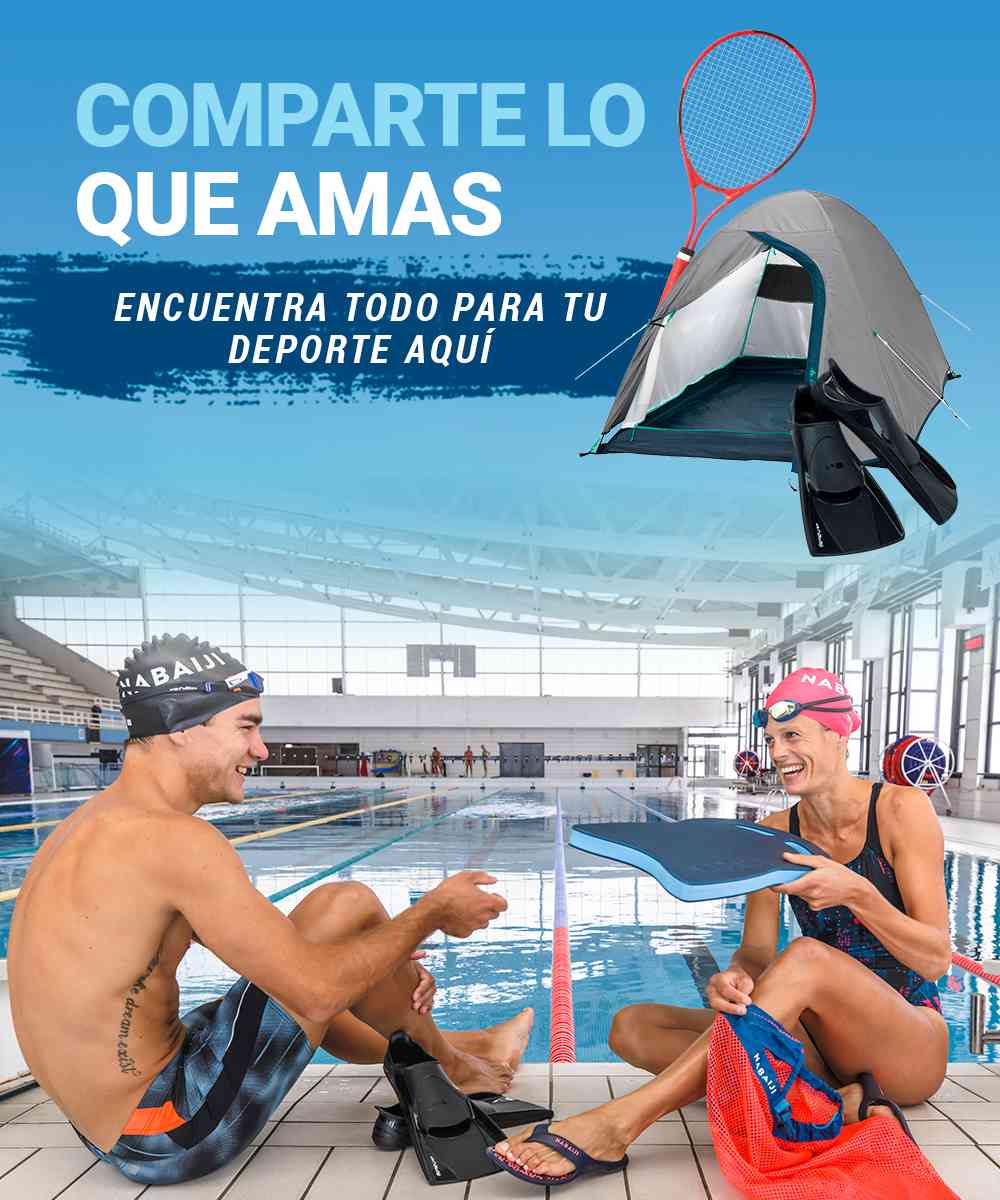 COMPARTE LO
QUE AMAS
ENCUENTRA TODO PARA TU
DEPORTE AQUÍ
NABAIJI
NAB
NABAIJI
NABAIJI